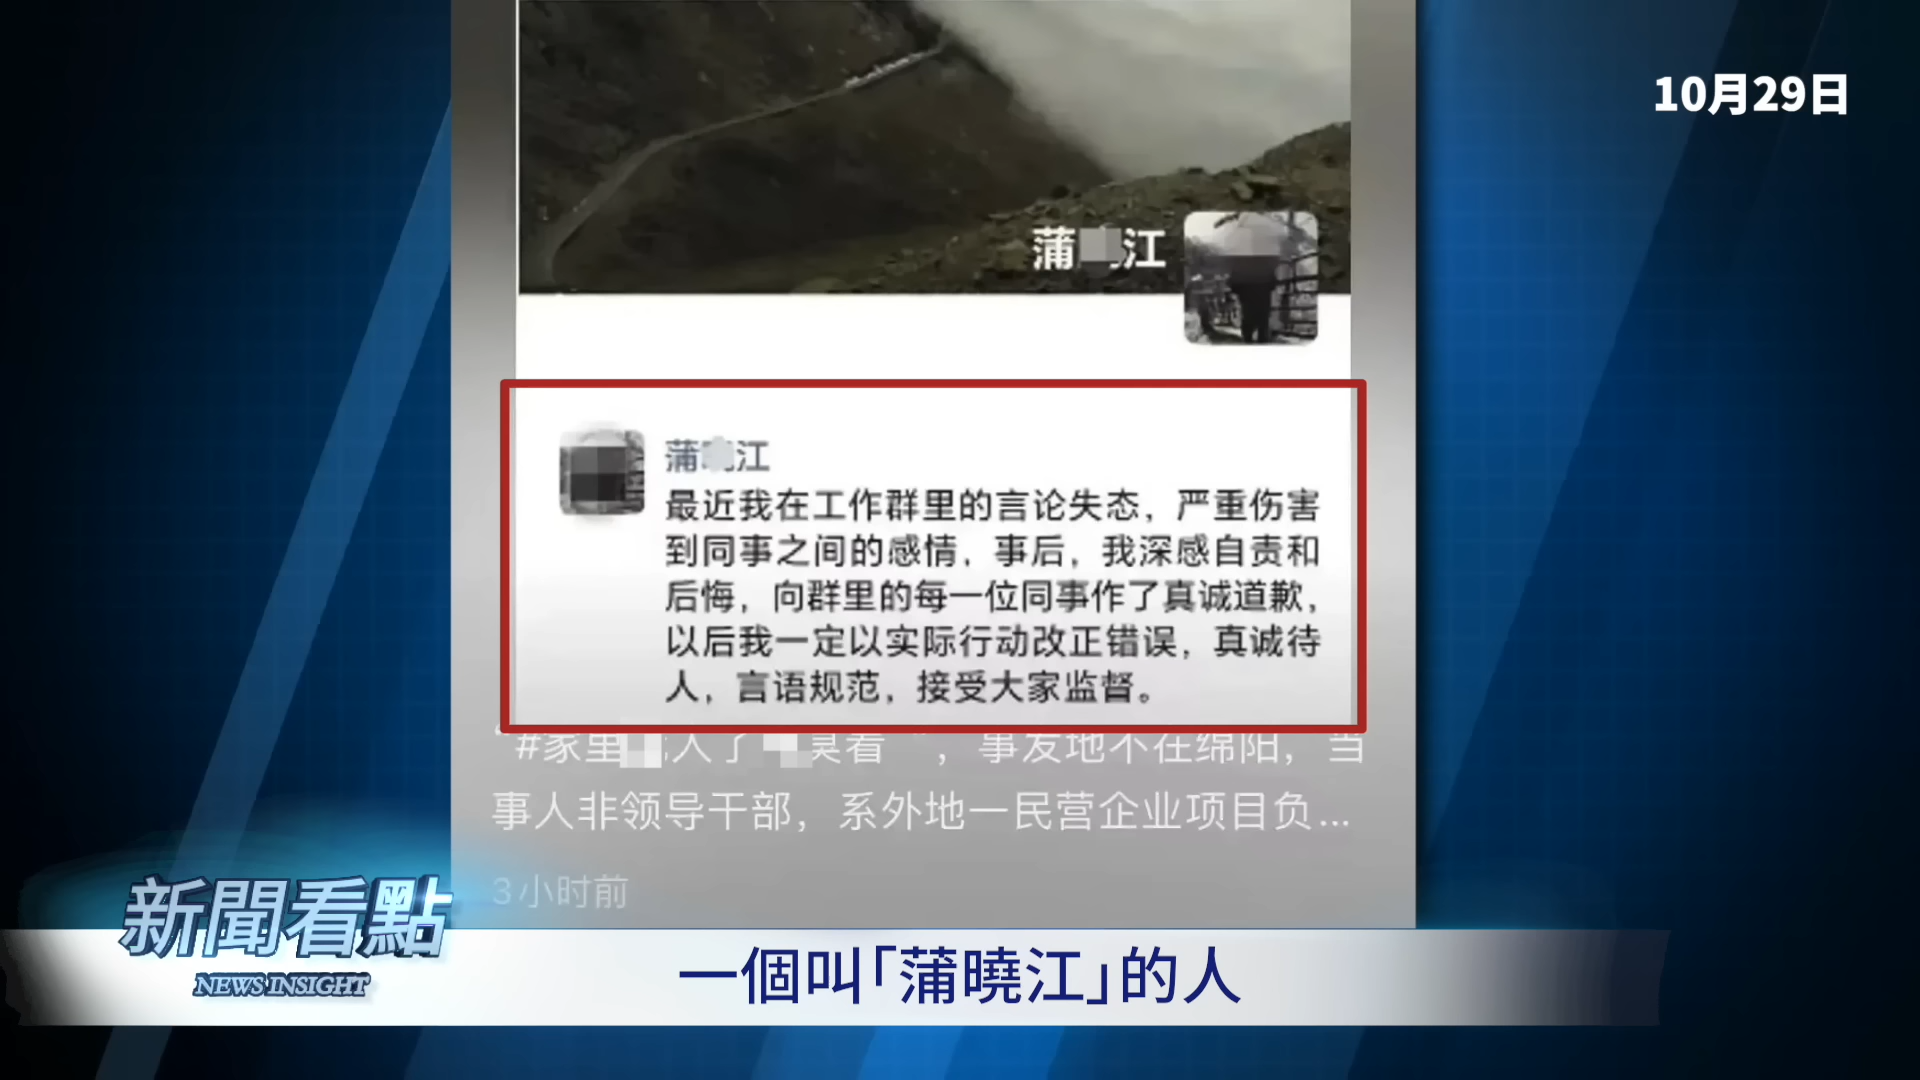 10月29日
蒲 江
蒲 江
最近我在工作群里的言论失态，严重伤害
到同事之间的感情，事后，我深感自责和
后悔，向群里的每一位同事作了真诚道歉，
以后我一定以实际行动改正错误，真诚待
人，言语规范，接受大家监督。
“#家里 人了 臭着 “，事发地不在绵阳，当
事人非领导干部，系外地一民营企业项目负...
3小时前
新聞看點
NEWS INSIGHT
一個叫「蒲曉江」的人